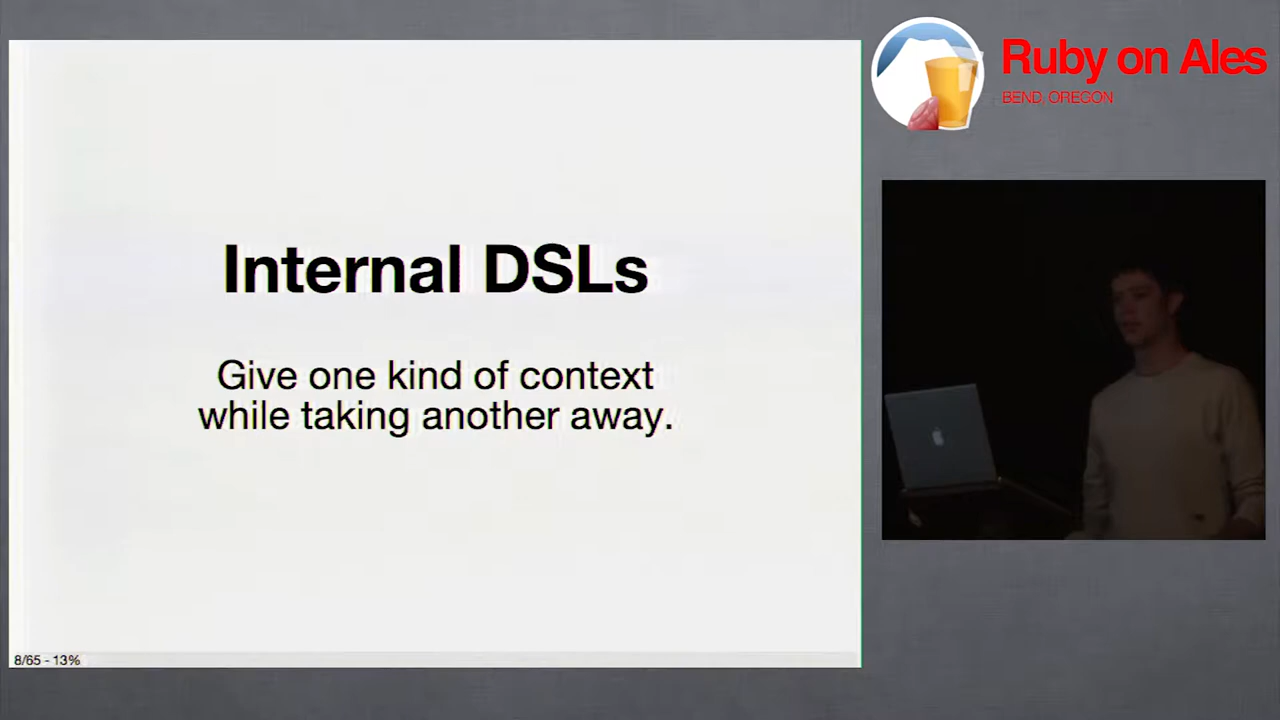 Internal DSLs
Give one kind of context
while taking another away.
8/65 - 13%
Ruby on Ales
BEND, OREGON